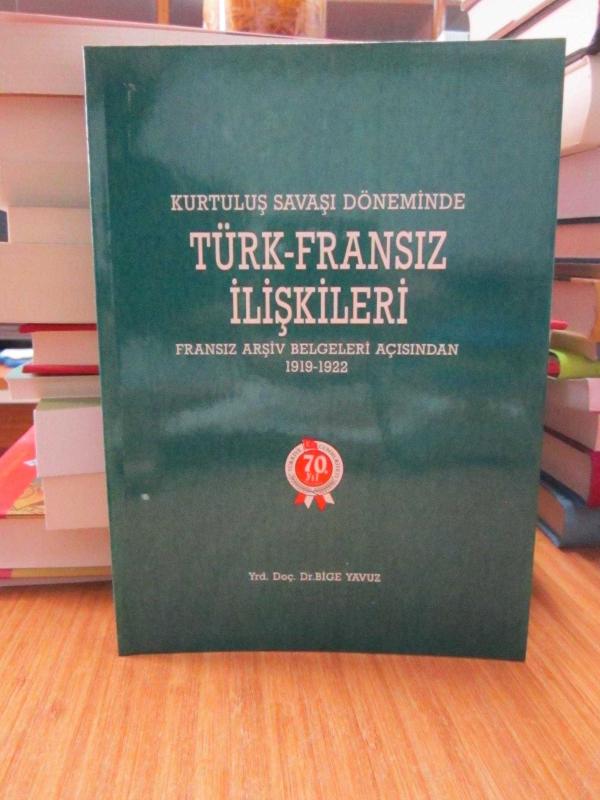 KURTULUŞ SAVAŞI DÖNEMİNDE
TÜRK-FRANSIZ
İLİŞKİLERİ
FRANSIZ ARŞİV BELGELERİ AÇISINDAN
1919-1922
70.
yıl
Yrd. Doç. Dr.BİGE YAVUZ